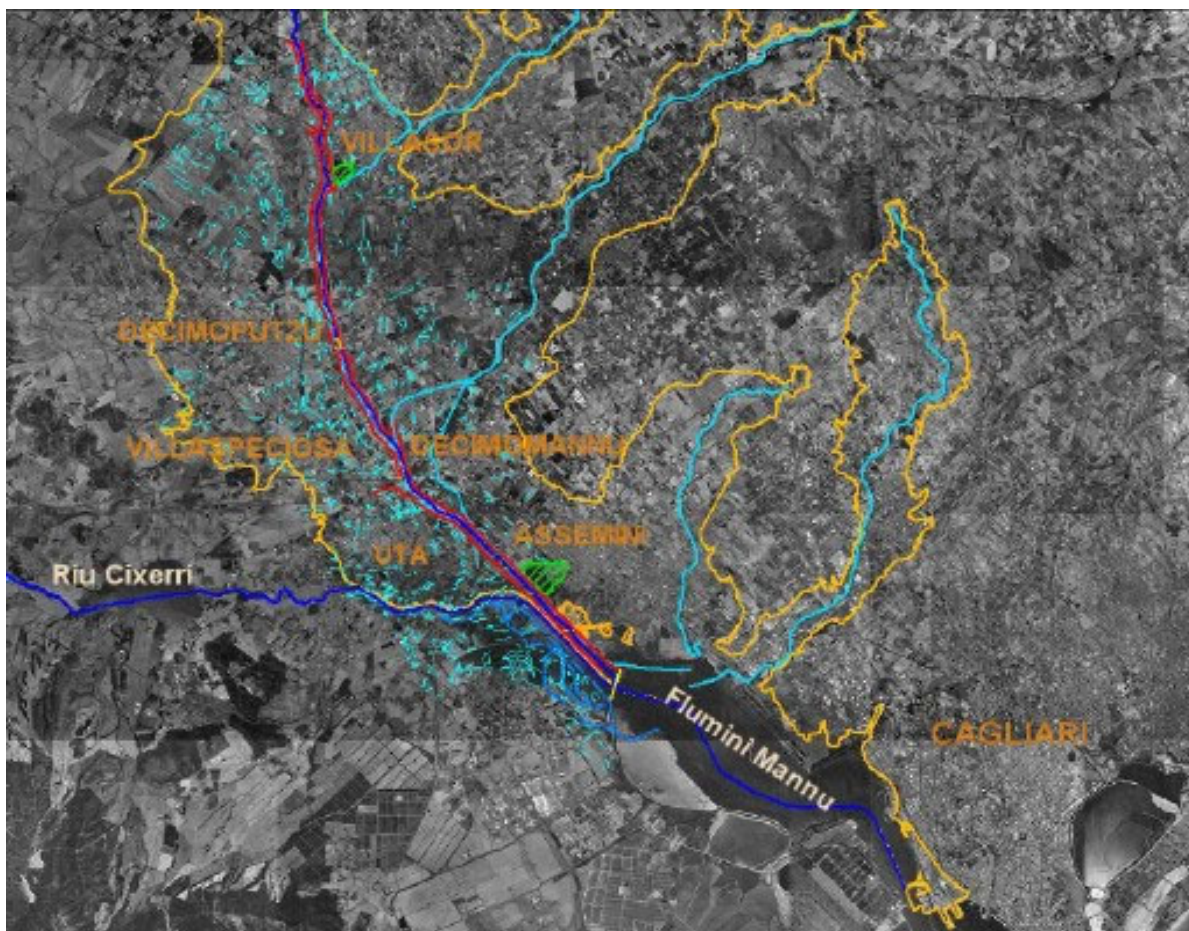 VILLASOR
DECIMOPUTZU
VILLASPECIOSA
DECIMOMANNU
ASSEMINI
UTA
Riu Cixerri
Flumini Mannu
CAGLIARI